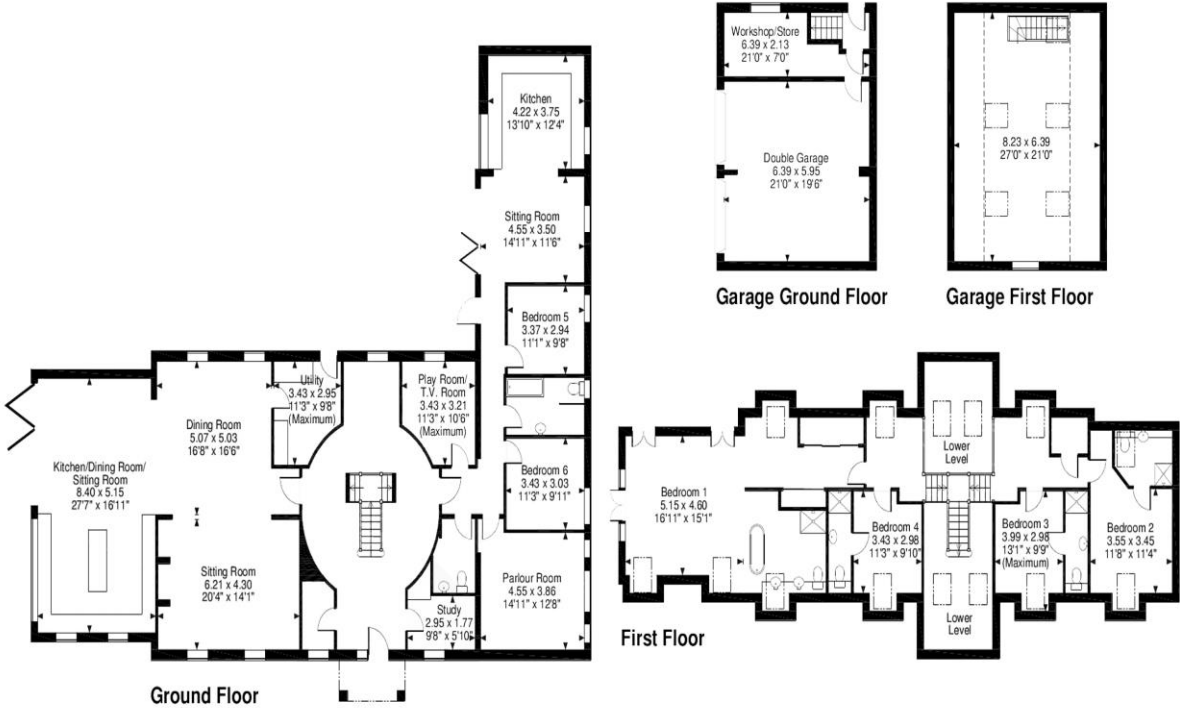 Workshop/Store
6.39 x 2.13
21'0" x 7'0"
Double Garage
6.39 x 5.95
21'0" x 19'6"
Garage Ground Floor
8.23 x 6.39
27'0" x 21'0"
Garage First Floor
Kitchen
4.22 x 3.75
13'10" x 12'4"
Sitting Room
4.55 x 3.50
14'11" x 11'6"
Bedroom 5
3.37 x 2.94
11'1" x 9'8"
Utility
3.43 x 2.95
11'3" x 9'8"
(Maximum)
Play Room/
T.V. Room
3.43 x 3.21
11'3" x 10'6"
(Maximum)
Dining Room
5.07 x 5.03
16'8" x 16'6"
Kitchen/Dining Room/
Sitting Room
8.40 x 5.15
27'7" x 16'11"
Bedroom 6
3.43 x 3.03
11'3" x 9'11"
Sitting Room
6.21 x 4.30
20'4" x 14'1"
Parlour Room
4.55 x 3.86
14'11" x 12'8"
Study
2.95 x 1.77
9'8" x 5'10"
Ground Floor
Lower
Level
Bedroom 1
5.15 x 4.60
16'11" x 15'1"
Bedroom 4
3.43 x 2.98
11'3" x 9'10"
Bedroom 3
3.99 x 2.98
13'1" x 9'9"
(Maximum)
Bedroom 2
3.55 x 3.45
11'8" x 11'4"
Lower
Level
First Floor